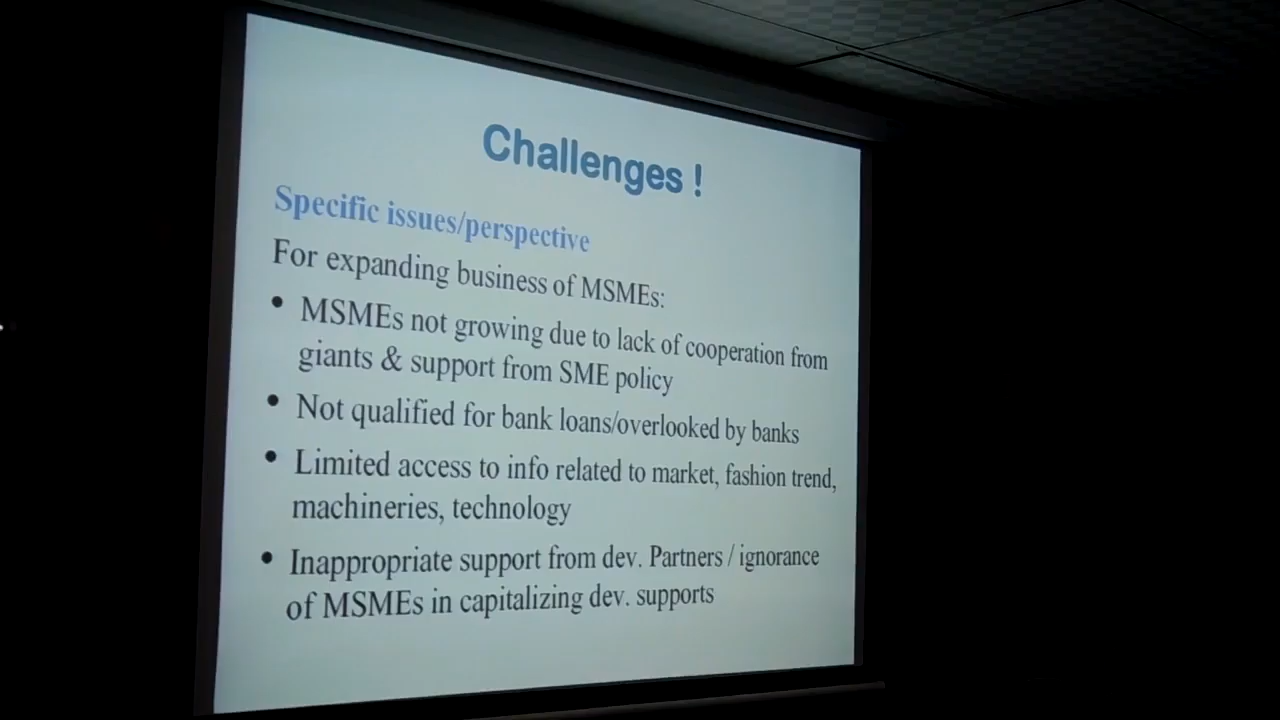 Challenges !
Specific issues/perspective
For expanding business of MSMEs:
• MSMEs not growing due to lack of cooperation from
giants & support from SME policy
• Not qualified for bank loans/overlooked by banks
• Limited access to info related to market, fashion trend,
machineries, technology
• Inappropriate support from dev. Partners / ignorance
of MSMEs in capitalizing dev. supports